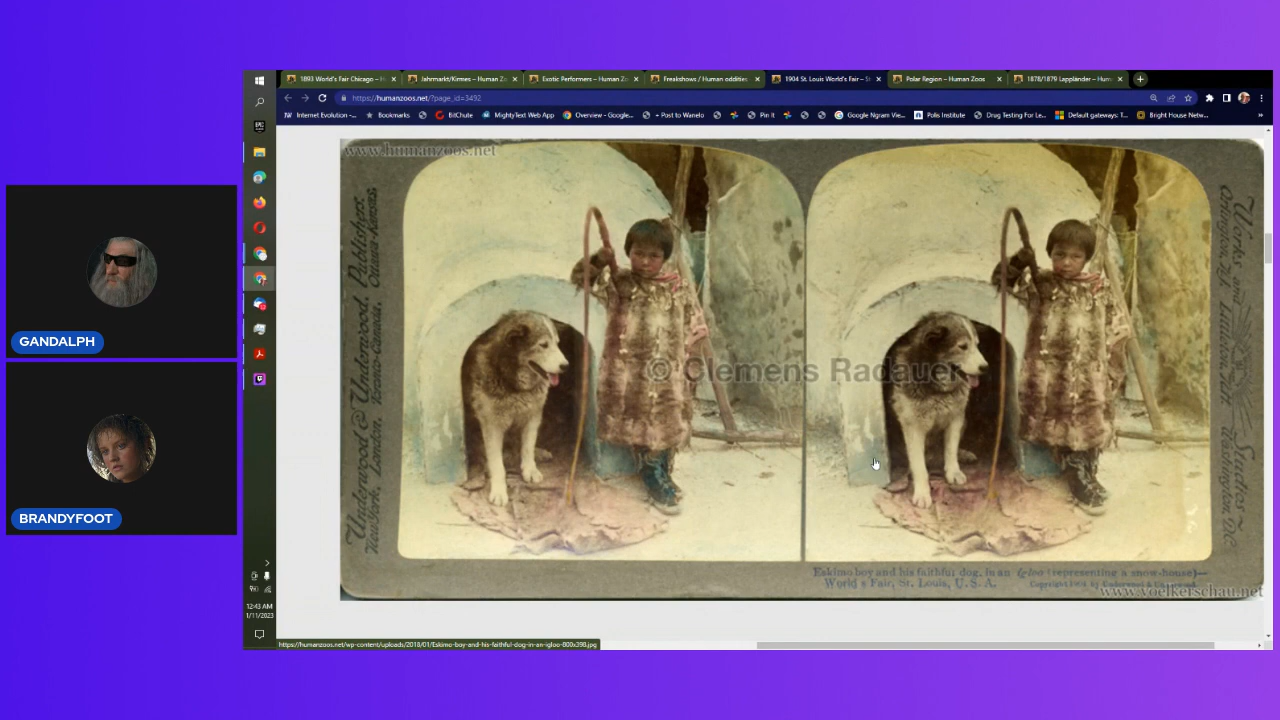 1893 World's Fair Chicago – H
Jahrmarkt/Kirmes – Human Z
Exotic Performers – Human Z
Freakshows / Human oddities
1904 St. Louis World's Fair – S
Polar Region – Human Zoos
1878/1879 Lappländer – Hum
https://humanzoos.net/?page_id=3492
Internet Evolution -...
Bookmarks
BitChute
MightyText Web App
Overview - Google...
+ Post to Wanelo
Pin It
Google Ngram Vie...
Polis Institute
Drug Testing For Le...
Default gateways: T...
Bright House Netw...
www.humanzoos.net
Underwood & Underwood, Publishers.
New York, London, Toronto-Canada, Ottawa-Kansas.
Works and Studios
Arlington, N.J. Littleton, N.H. Washington, D.C.
© Clemens Radauer
Eskimo boy and his faithful dog, in an igloo (representing a snow-house)—
World's Fair, St. Louis, U.S.A.
Copyright 1904 by Underwood & Underwood.
www.voelkerschau.net
GANDALPH
BRANDYFOOT
12:43 AM
1/11/2023
https://humanzoos.net/wp-content/uploads/2018/01/Eskimo-boy-and-his-faithful-dog-in-an-igloo-800x398.jpg